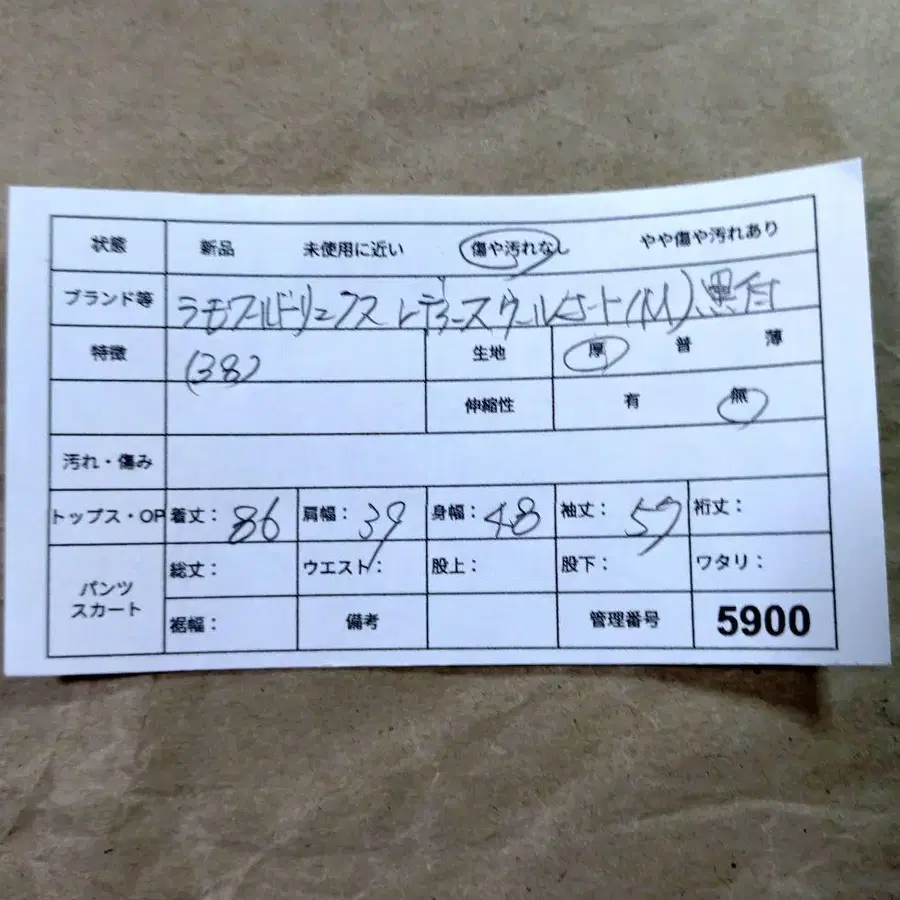 状態 新品 未使用に近い 傷や汚れなし やや傷や汚れあり
ブランド等 ラモワールドリュクス レディース ウールコート(M) 黒
特徴 (38) 生地 厚 普 薄
伸縮性 有 無
汚れ・傷み
トップス・OP 着丈: 86 肩幅: 39 身幅: 48 袖丈: 57 裄丈:
パンツ スカート 総丈: ウエスト: 股上: 股下: ワタリ:
裾幅: 備考 管理番号 5900